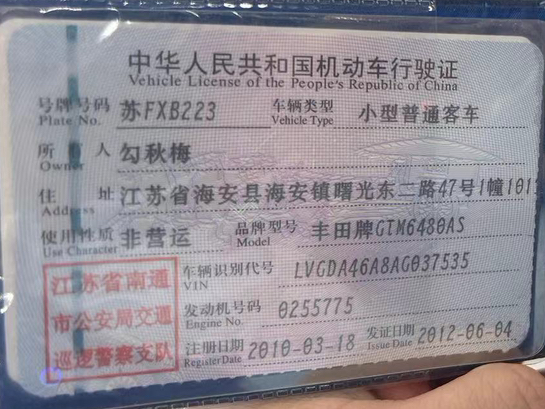 中华人民共和国机动车行驶证
Vehicle License of the People's Republic of China
号牌号码 苏FXB223 车辆类型 小型普通客车
Plate No. Vehicle Type
所有人 勾秋梅
Owner
住址 江苏省海安县海安镇曙光东二路47号1幢101
Address
使用性质 非营运 品牌型号 丰田牌GTM6480AS
Use Character Model
江苏省南通
市公安局交通
巡逻警察支队
车辆识别代号 LVGDA46A8AG037535
VIN
发动机号码 0255775
Engine No.
注册日期 2010-03-18 发证日期 2012-06-04
Register Date Issue Date